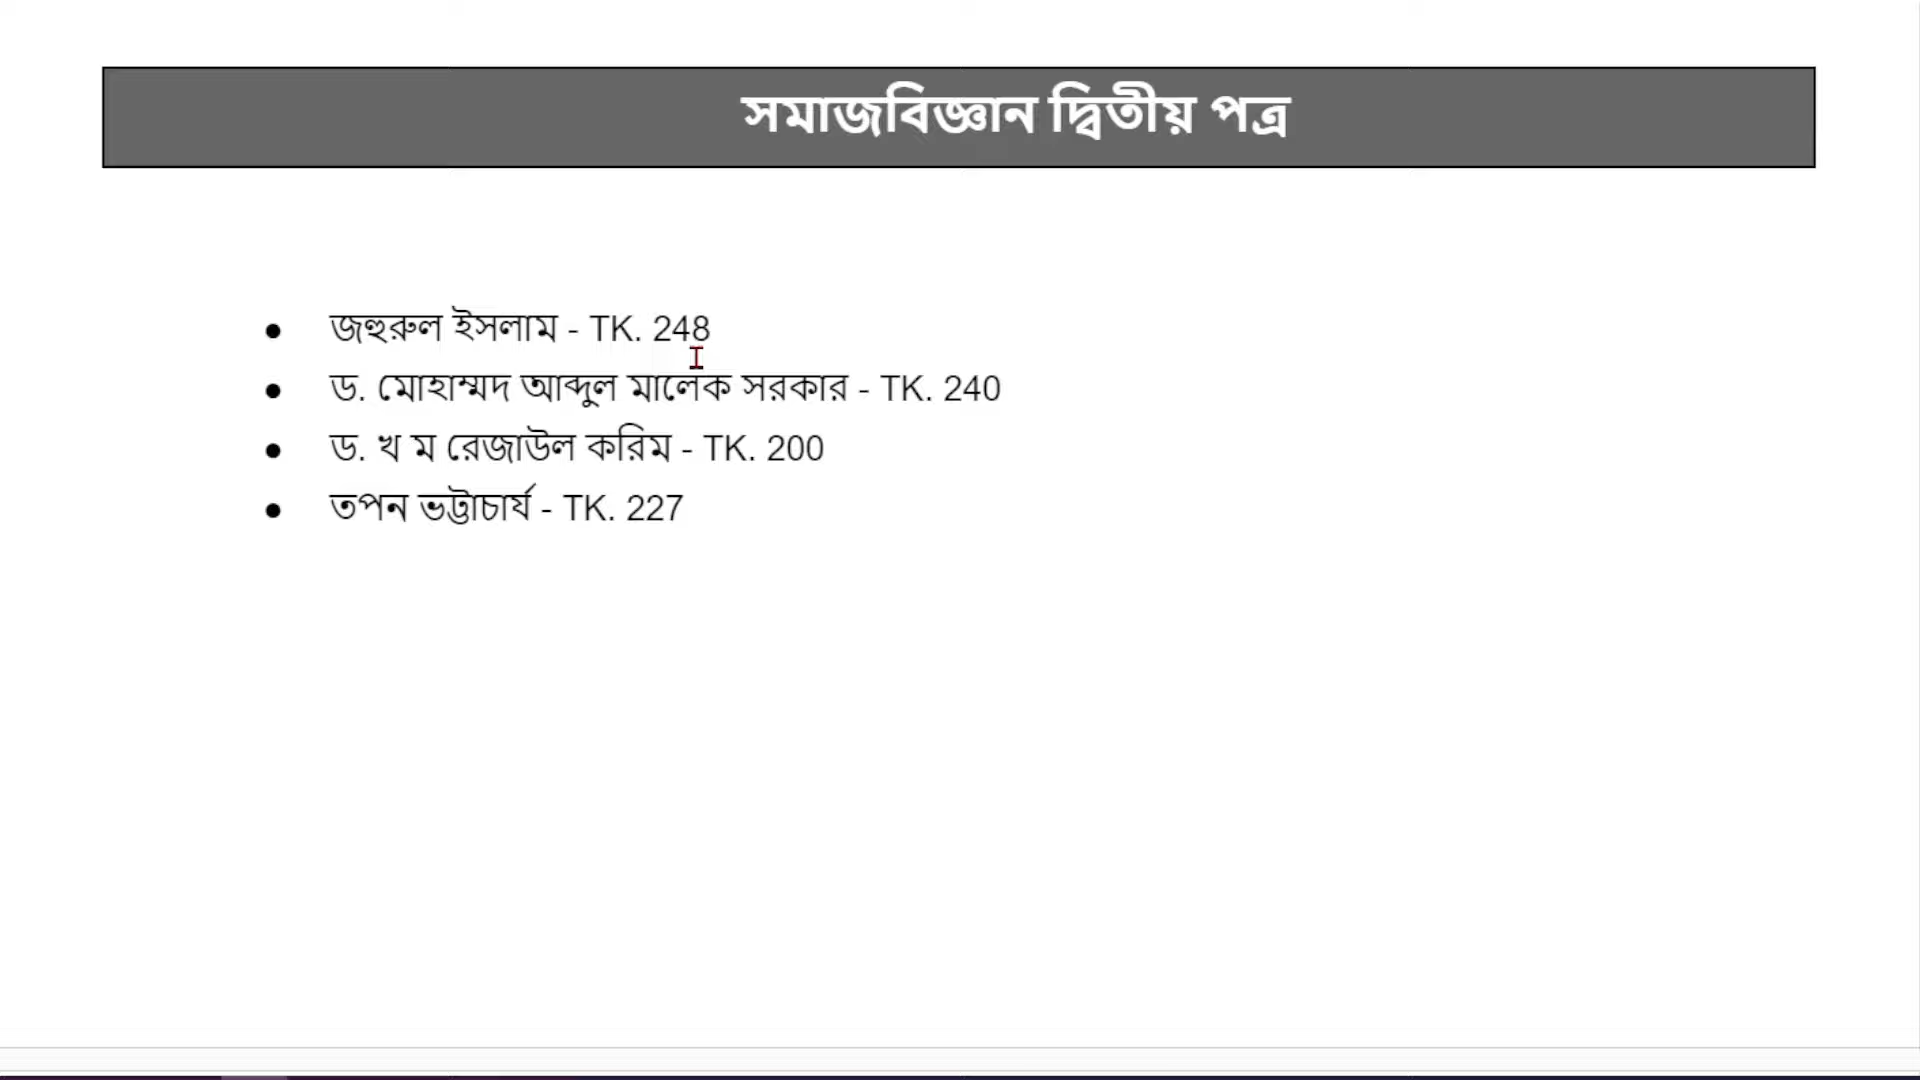 সমাজবিজ্ঞান দ্বিতীয় পত্র
● জহুরুল ইসলাম - TK. 248
● ড. মোহাম্মদ আব্দুল মালেক সরকার - TK. 240
● ড. খ ম রেজাউল করিম - TK. 200
● তপন ভট্টাচার্য - TK. 227